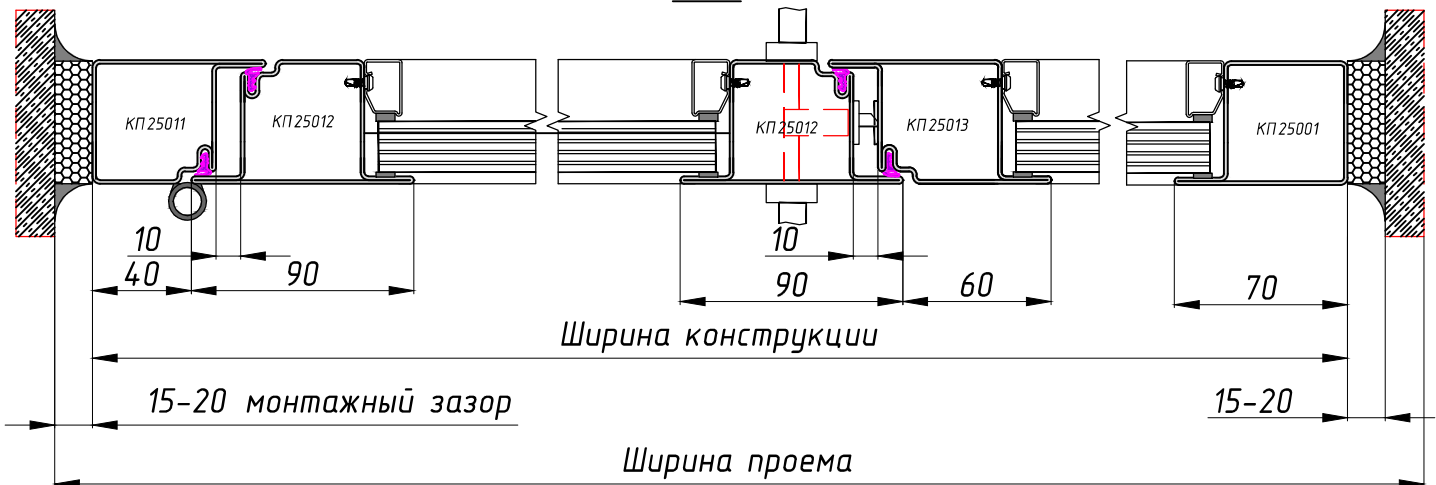 КП25011
КП25012
КП25012
КП25013
КП25001
10
10
40
90
90
60
70
Ширина конструкции
15-20 монтажный зазор
15-20
Ширина проема